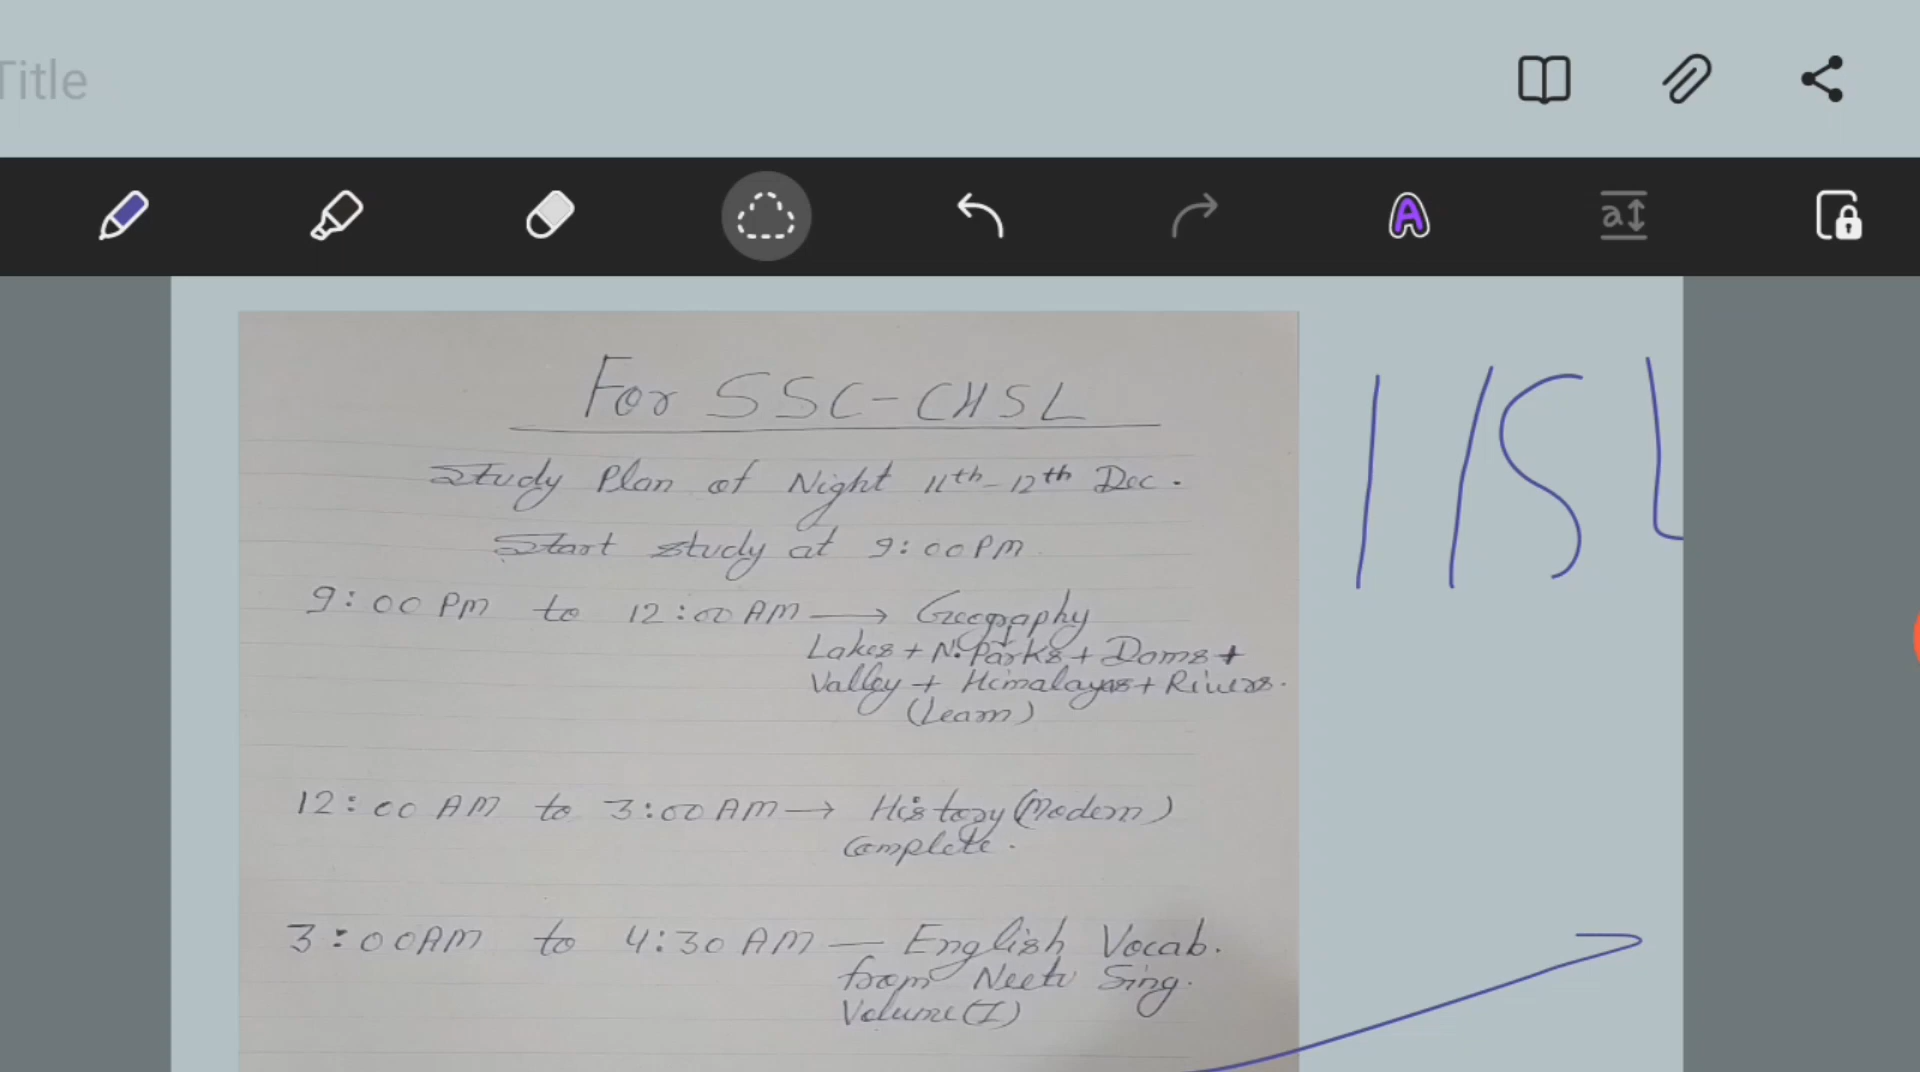 Title
For SSC-CHSL
Study Plan of Night 11th-12th Dec.
Start study at 9:00PM
9:00 PM to 12:00 AM → Geography
Lakes + N.Parks + Dams +
Valley + Himalayas + Rivers.
(Learn)
12:00 AM to 3:00 AM → History (Modern)
Complete.
3:00AM to 4:30 AM — English Vocab.
from Neetu Sing.
Volume (I)